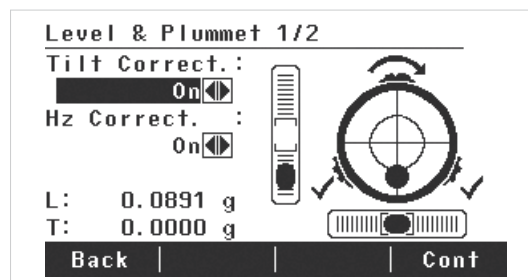 Level & Plummet 1/2
Tilt Correct.:
On
Hz Correct. :
On
L: 0.0891 g
T: 0.0000 g
Back Cont